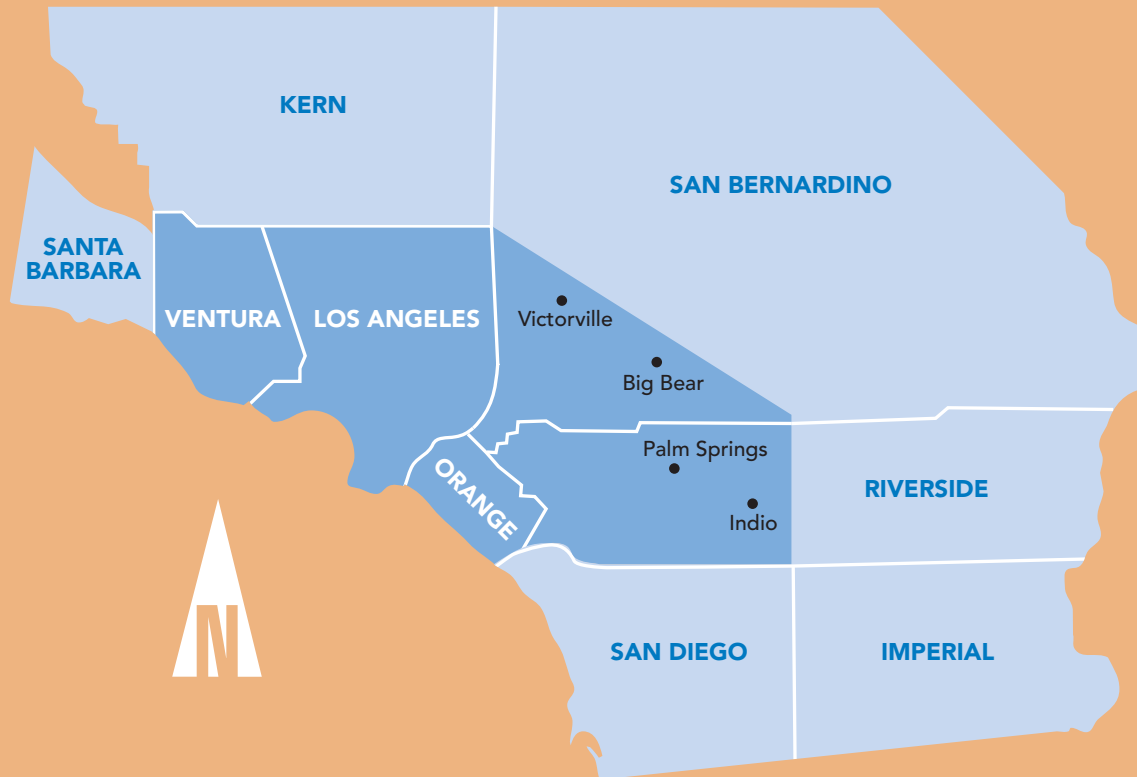 KERN
SAN BERNARDINO
SANTA
BARBARA
VENTURA
LOS ANGELES
Victorville
Big Bear
Palm Springs
ORANGE
RIVERSIDE
Indio
N
SAN DIEGO
IMPERIAL